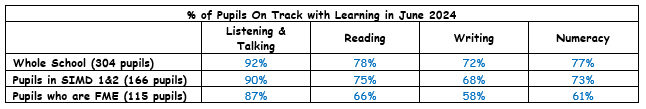 % of Pupils On Track with Learning in June 2024
Listening & Talking Reading Writing Numeracy
Whole School (304 pupils) 92% 78% 72% 77%
Pupils in SIMD 1&2 (166 pupils) 90% 75% 68% 73%
Pupils who are FME (115 pupils) 87% 66% 58% 61%